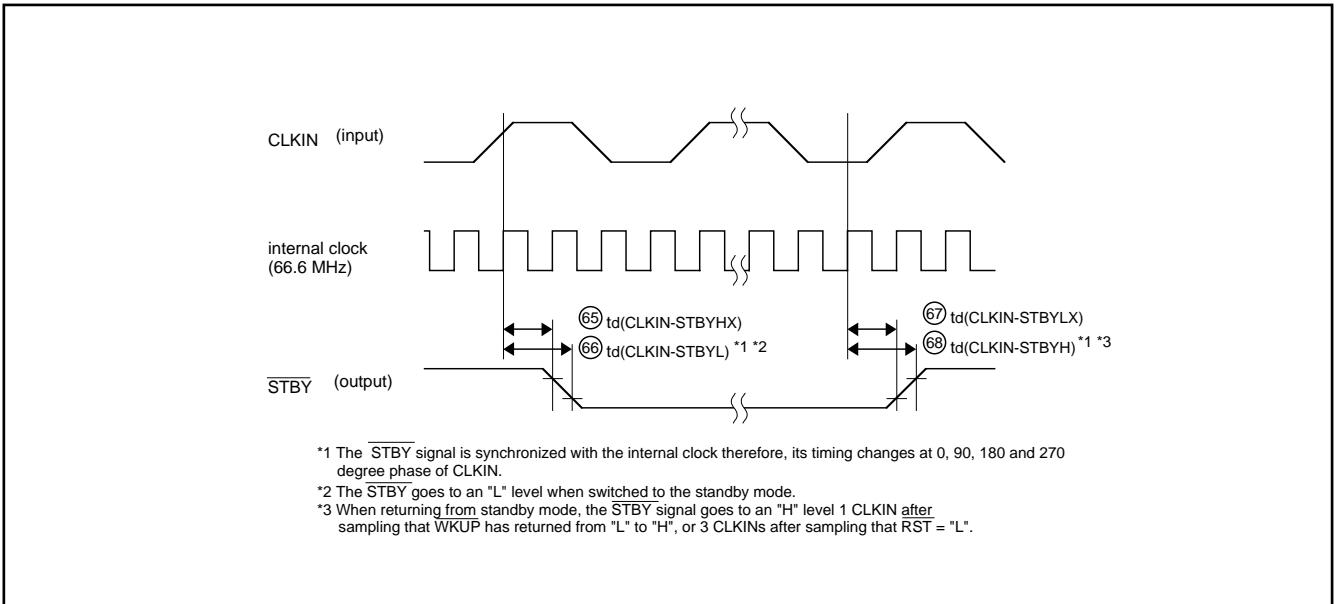 CLKIN (input)
internal clock
(66.6 MHz)
65 td(CLKIN-STBYHX)
66 td(CLKIN-STBYL) *1 *2
67 td(CLKIN-STBYLX)
68 td(CLKIN-STBYH) *1 *3
STBY (output)
*1 The STBY signal is synchronized with the internal clock therefore, its timing changes at 0, 90, 180 and 270
degree phase of CLKIN.
*2 The STBY goes to an "L" level when switched to the standby mode.
*3 When returning from standby mode, the STBY signal goes to an "H" level 1 CLKIN after
sampling that WKUP has returned from "L" to "H", or 3 CLKINs after sampling that RST = "L".